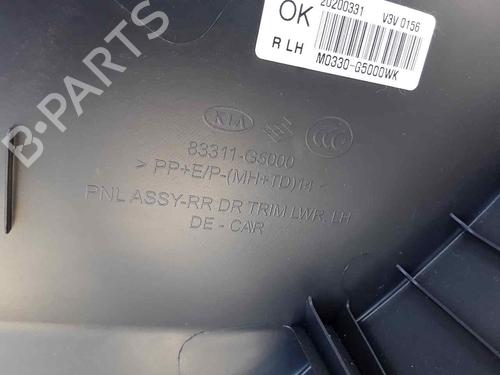 OK
20200331 V3V 0156
R LH
M0330-G5000WK
B-PARTS
KIA
83311-G5000
> PP+E/P-(MH+TD)14 <
PNL ASSY-RR DR TRIM LWR, LH
DE - CAR